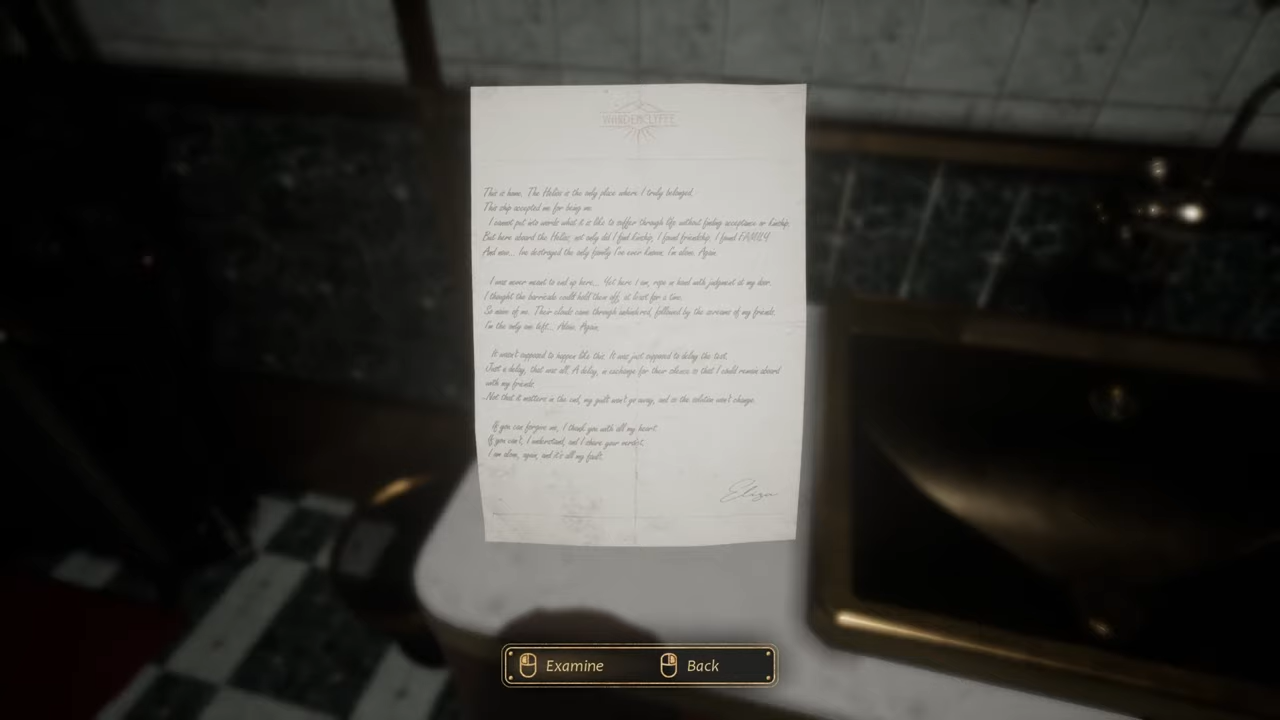 WARDENCLYFFE
This is home. The Helios is the only place where I truly belonged.
This ship accepted me for being me.
I cannot put into words what it is like to suffer through life without finding acceptance or kinship.
But here aboard the Helios, not only did I find kinship, I found friendship. I found FAMILY.
And now... I've destroyed the only family I've ever known. I'm alone. Again.
I was never meant to end up here... Yet here I am, rope in hand with judgment at my door.
I thought the barricade could hold them off, at least for a time.
So naive of me. Their clouds came through unhindered, followed by the screams of my friends.
I'm the only one left... Alone. Again.
It wasn't supposed to happen like this. It was just supposed to delay the test.
Just a delay, that was all. A delay, in exchange for their silence so that I could remain aboard
with my friends.
Not that it matters in the end, my guilt won't go away, and so the solution won't change.
If you can forgive me, I thank you with all my heart.
If you can't, I understand, and I share your verdict.
I am alone, again, and it's all my fault.
Eliza
Examine Back